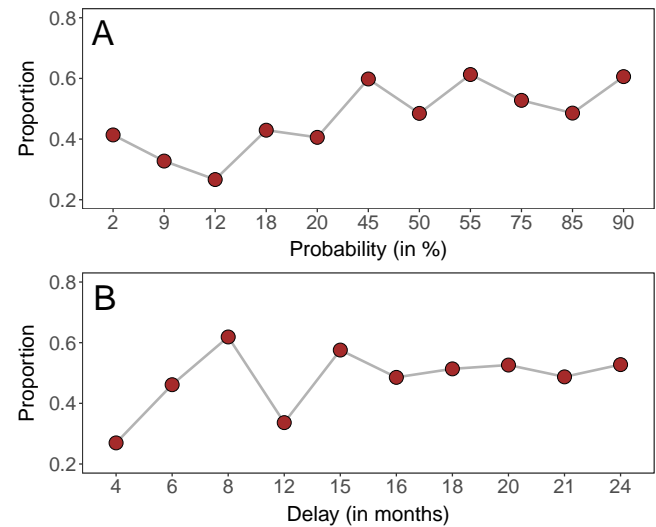 A
Proportion
0.8
0.6
0.4
0.2
2 9 12 18 20 45 50 55 75 85 90
Probability (in %)
B
Proportion
0.8
0.6
0.4
0.2
4 6 8 12 15 16 18 20 21 24
Delay (in months)